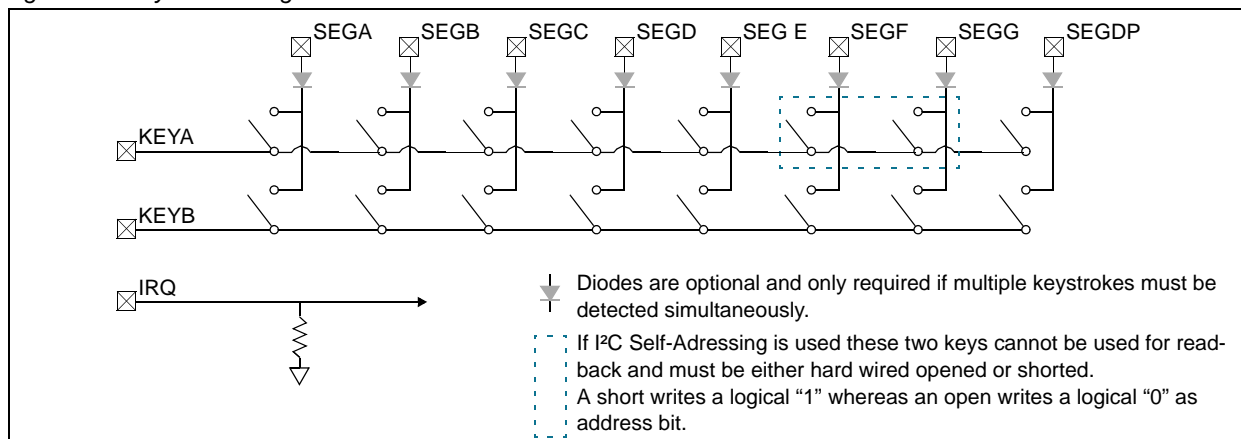 SEGA SEGB SEGC SEGD SEG E SEGF SEGG SEGDP
KEYA
KEYB
IRQ
Diodes are optional and only required if multiple keystrokes must be
detected simultaneously.
If I²C Self-Adressing is used these two keys cannot be used for read-
back and must be either hard wired opened or shorted.
A short writes a logical “1” whereas an open writes a logical “0” as
address bit.